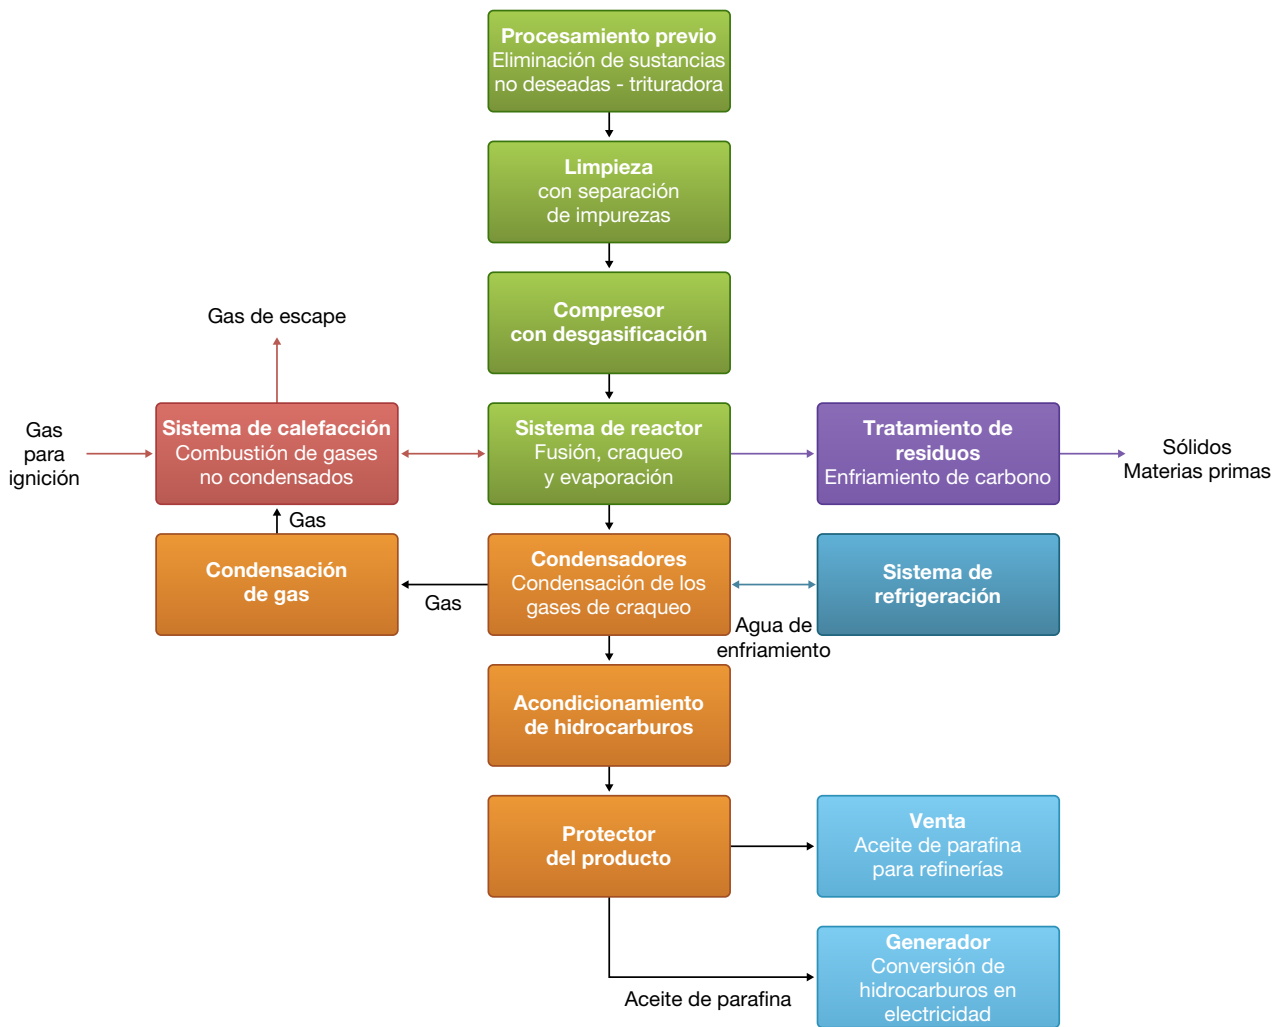 Procesamiento previo
Eliminación de sustancias
no deseadas - trituradora
Limpieza
con separación
de impurezas
Compresor
con desgasificación
Gas de escape
Gas
para
ignición
Sistema de calefacción
Combustión de gases
no condensados
Sistema de reactor
Fusión, craqueo
y evaporación
Tratamiento de
residuos
Enfriamiento de carbono
Sólidos
Materias primas
Gas
Condensación
de gas
Gas
Condensadores
Condensación de los
gases de craqueo
Agua de
enfriamiento
Sistema de
refrigeración
Acondicionamiento
de hidrocarburos
Protector
del producto
Venta
Aceite de parafina
para refinerías
Aceite de parafina
Generador
Conversión de
hidrocarburos en
electricidad